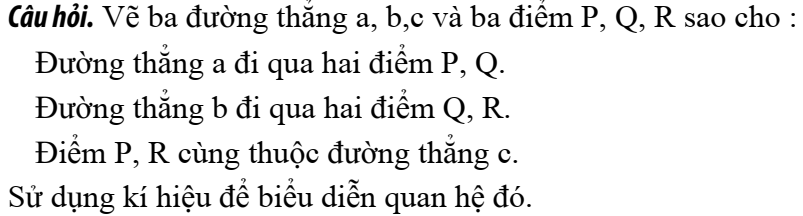 Câu hỏi. Vẽ ba đường thẳng a, b,c và ba điểm P, Q, R sao cho :
Đường thẳng a đi qua hai điểm P, Q.
Đường thẳng b đi qua hai điểm Q, R.
Điểm P, R cùng thuộc đường thẳng c.
Sử dụng kí hiệu để biểu diễn quan hệ đó.